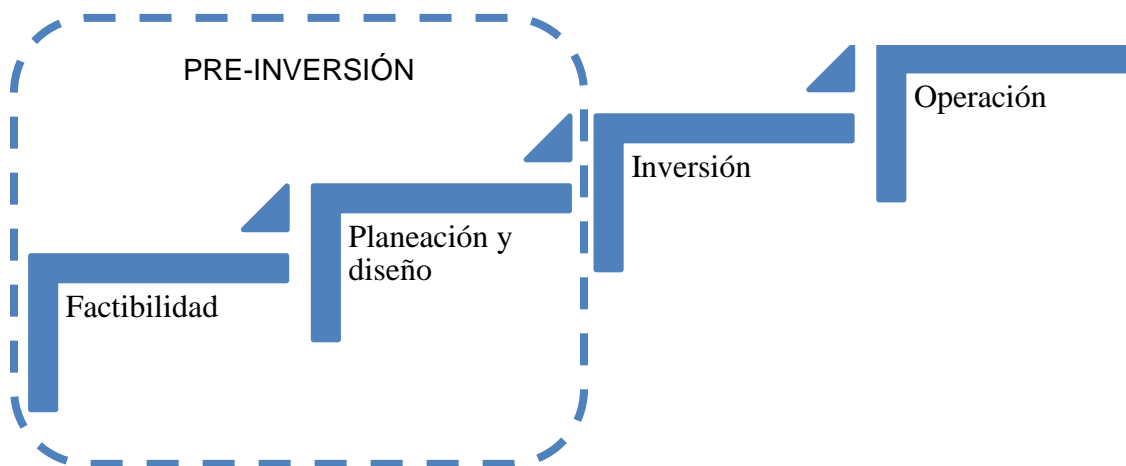 PRE-INVERSIÓN
Factibilidad
Planeación y
diseño
Inversión
Operación